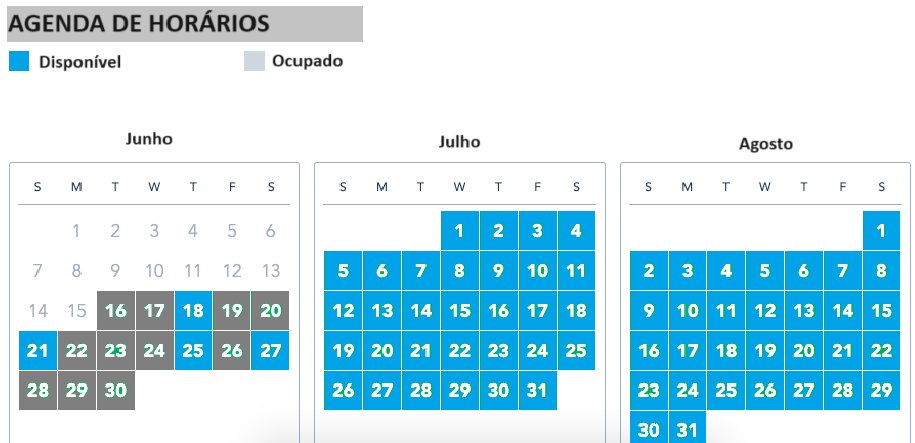 AGENDA DE HORÁRIOS
Disponível Ocupado
Junho
S M T W T F S
1 2 3 4 5 6
7 8 9 10 11 12 13
14 15 16 17 18 19 20
21 22 23 24 25 26 27
28 29 30
Julho
S M T W T F S
1 2 3 4
5 6 7 8 9 10 11
12 13 14 15 16 17 18
19 20 21 22 23 24 25
26 27 28 29 30 31
Agosto
S M T W T F S
1
2 3 4 5 6 7 8
9 10 11 12 13 14 15
16 17 18 19 20 21 22
23 24 25 26 27 28 29
30 31